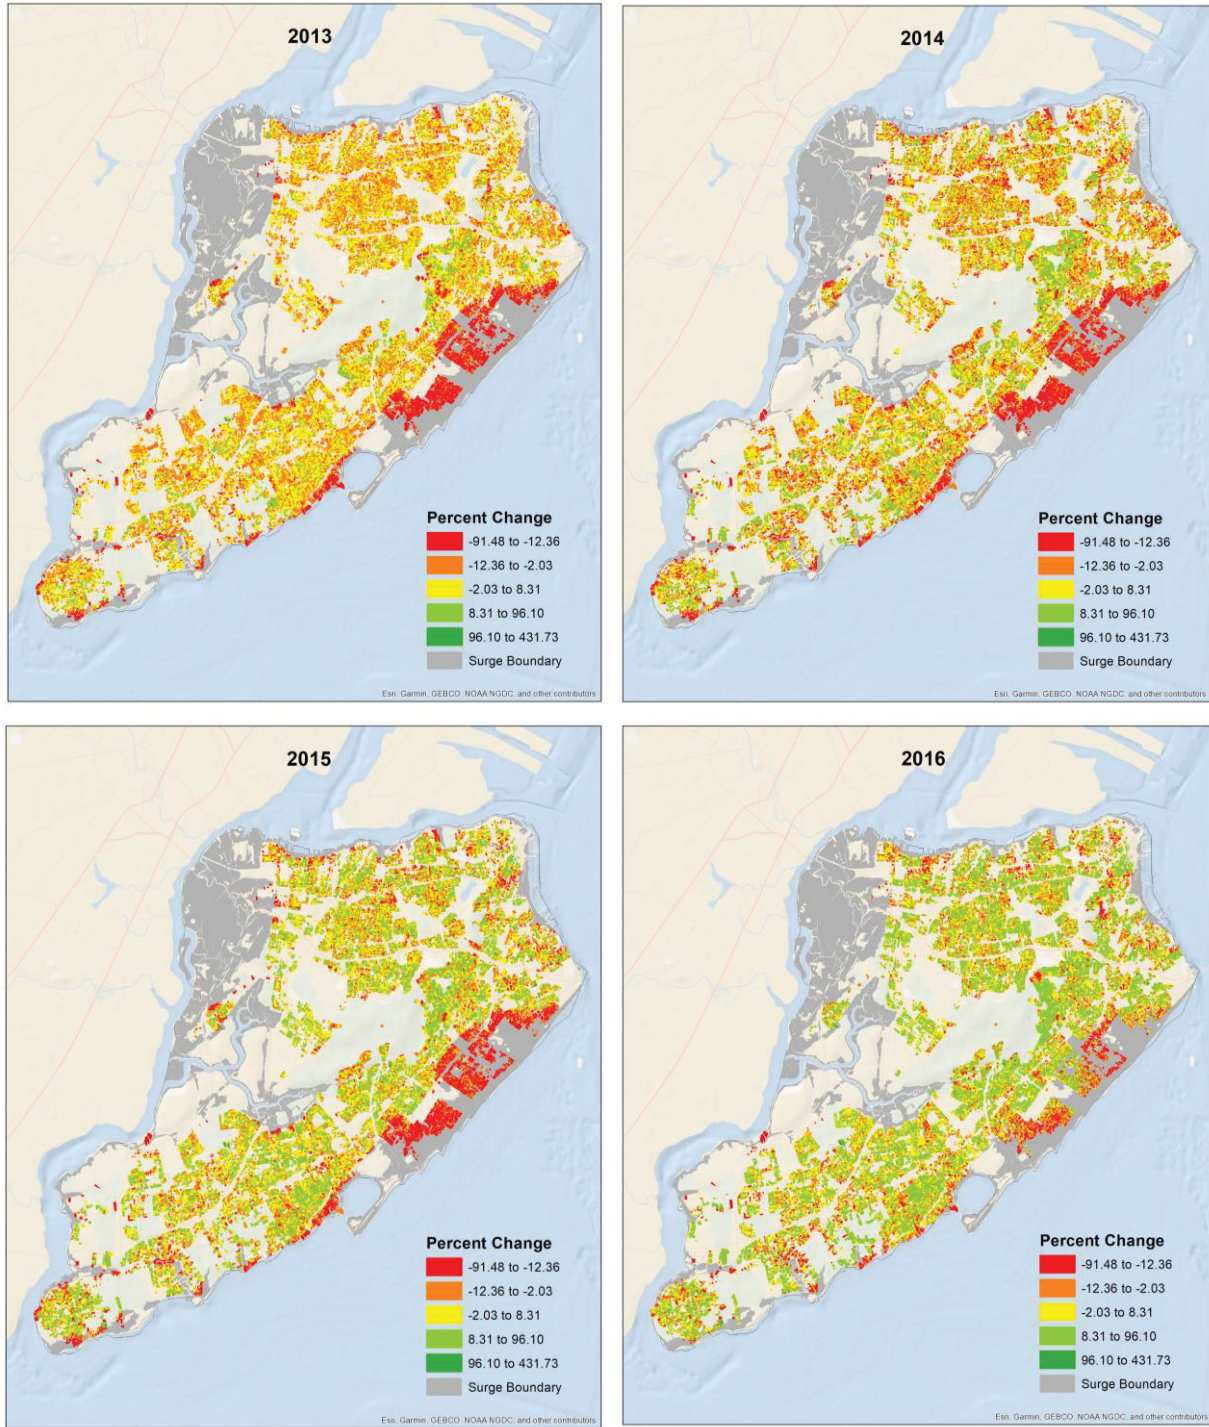 2013
Percent Change
-91.48 to -12.36
-12.36 to -2.03
-2.03 to 8.31
8.31 to 96.10
96.10 to 431.73
Surge Boundary
Esri, Garmin, GEBCO, NOAA NGDC, and other contributors
2014
Percent Change
-91.48 to -12.36
-12.36 to -2.03
-2.03 to 8.31
8.31 to 96.10
96.10 to 431.73
Surge Boundary
Esri, Garmin, GEBCO, NOAA NGDC, and other contributors
2015
Percent Change
-91.48 to -12.36
-12.36 to -2.03
-2.03 to 8.31
8.31 to 96.10
96.10 to 431.73
Surge Boundary
Esri, Garmin, GEBCO, NOAA NGDC, and other contributors
2016
Percent Change
-91.48 to -12.36
-12.36 to -2.03
-2.03 to 8.31
8.31 to 96.10
96.10 to 431.73
Surge Boundary
Esri, Garmin, GEBCO, NOAA NGDC, and other contributors